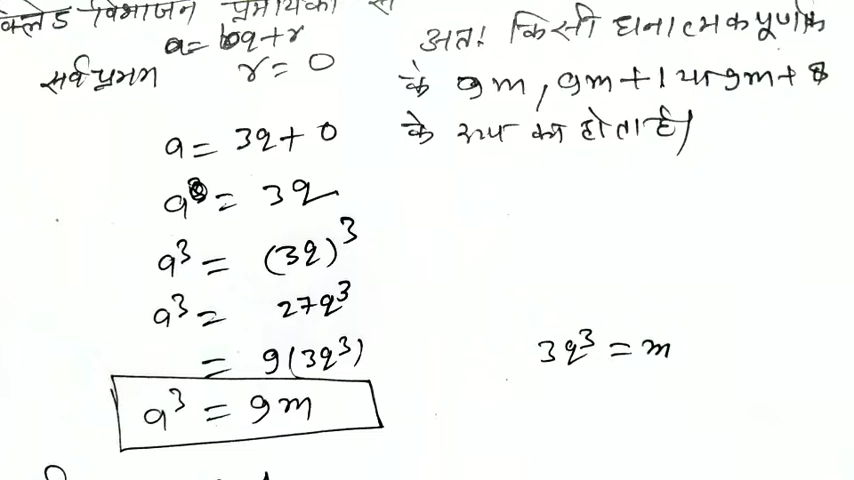 विभाजन प्रमेयिका से
a = bq + r
सर्वप्रथम r = 0
a = 3q + 0
a = 3q
a³ = (3q)³
a³ = 27q³
= 9(3q³)
a³ = 9m
अतः किसी धनात्मक पूर्णांक
के 9m, 9m + 1 या 9m + 8
के रूप का होता है।
3q³ = m